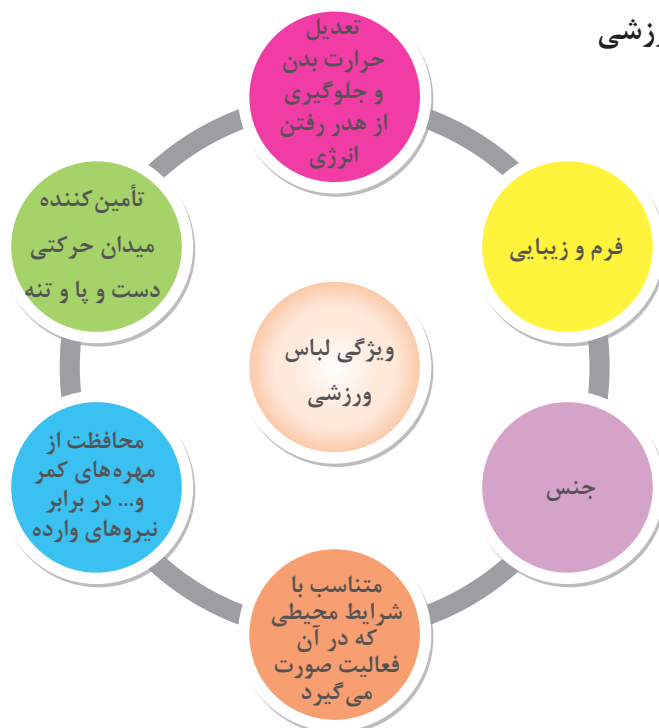 رزشی
تعدیل
حرارت بدن
و جلوگیری
از هدر رفتن
انرژی
فرم و زیبایی
جنس
متناسب با
شرایط محیطی
که در آن
فعالیت صورت
می‌گیرد
محافظت از
مهره‌های کمر
و... در برابر
نیروهای وارده
تأمین‌کننده
میدان حرکتی
دست و پا و تنه
ویژگی لباس
ورزشی